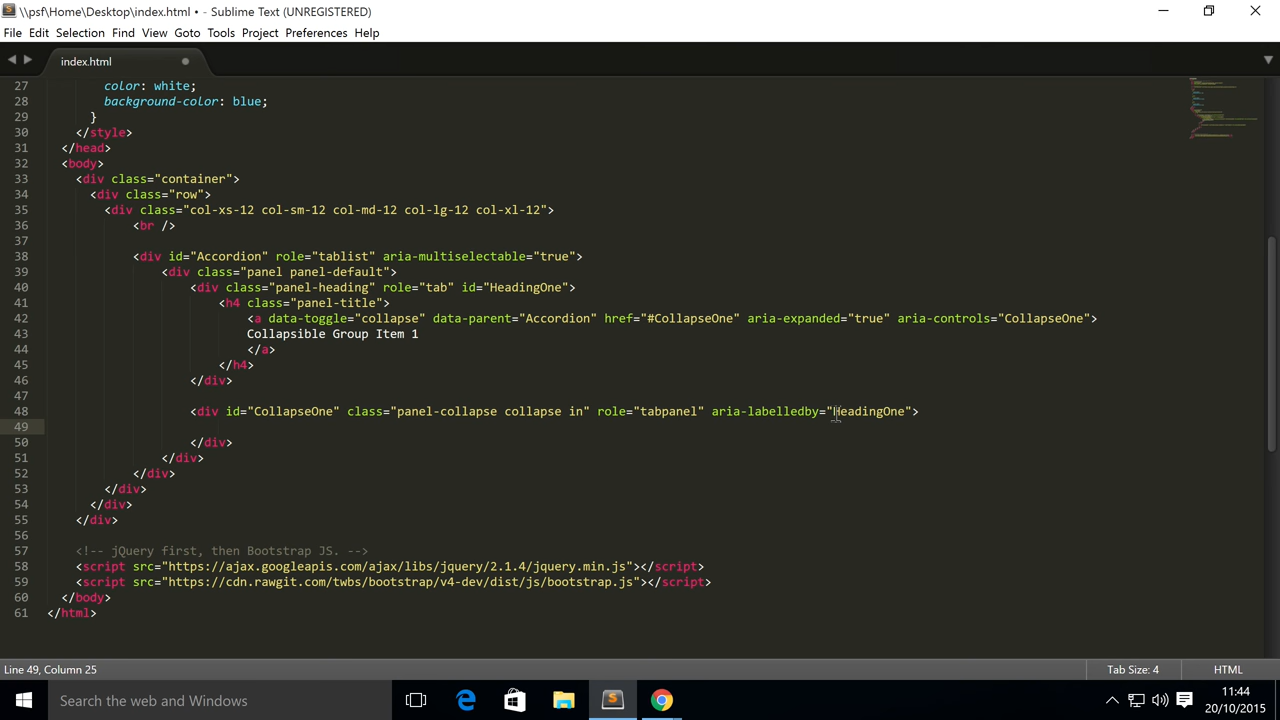 \\psf\Home\Desktop\index.html • - Sublime Text (UNREGISTERED)
File Edit Selection Find View Goto Tools Project Preferences Help
index.html
27 color: white;
28 background-color: blue;
29 }
30 </style>
31 </head>
32 <body>
33 <div class="container">
34 <div class="row">
35 <div class="col-xs-12 col-sm-12 col-md-12 col-lg-12 col-xl-12">
36 <br />
37
38 <div id="Accordion" role="tablist" aria-multiselectable="true">
39 <div class="panel panel-default">
40 <div class="panel-heading" role="tab" id="HeadingOne">
41 <h4 class="panel-title">
42 <a data-toggle="collapse" data-parent="Accordion" href="#CollapseOne" aria-expanded="true" aria-controls="CollapseOne">
43 Collapsible Group Item 1
44 </a>
45 </h4>
46 </div>
47
48 <div id="CollapseOne" class="panel-collapse collapse in" role="tabpanel" aria-labelledby="HeadingOne">
49
50 </div>
51 </div>
52 </div>
53 </div>
54 </div>
55 </div>
56
57 <!-- jQuery first, then Bootstrap JS. -->
58 <script src="https://ajax.googleapis.com/ajax/libs/jquery/2.1.4/jquery.min.js"></script>
59 <script src="https://cdn.rawgit.com/twbs/bootstrap/v4-dev/dist/js/bootstrap.js"></script>
60 </body>
61 </html>
Line 49, Column 25 Tab Size: 4 HTML
Search the web and Windows
11:44
20/10/2015